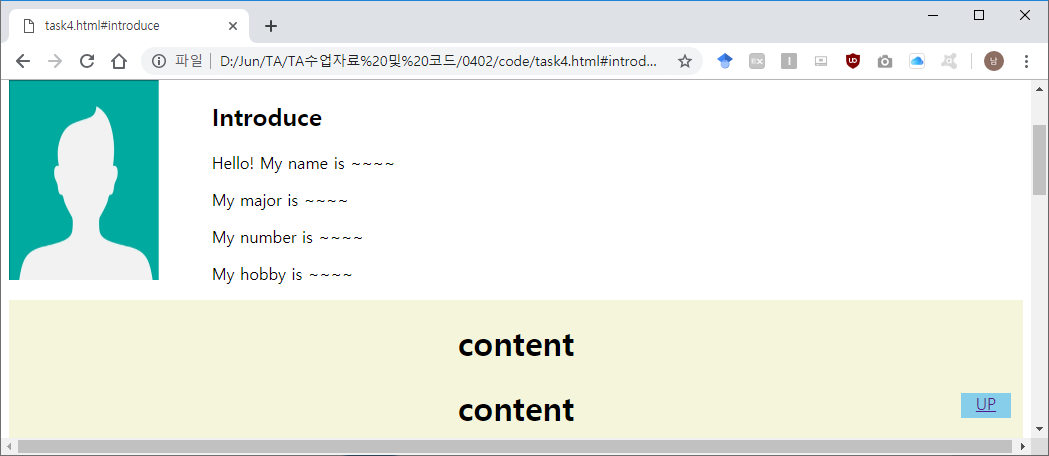 task4.html#introduce
파일 D:/Jun/TA/TA수업자료%20및%20코드/0402/code/task4.html#introd...
남
Introduce
Hello! My name is ~~~~
My major is ~~~~
My number is ~~~~
My hobby is ~~~~
content
content
UP